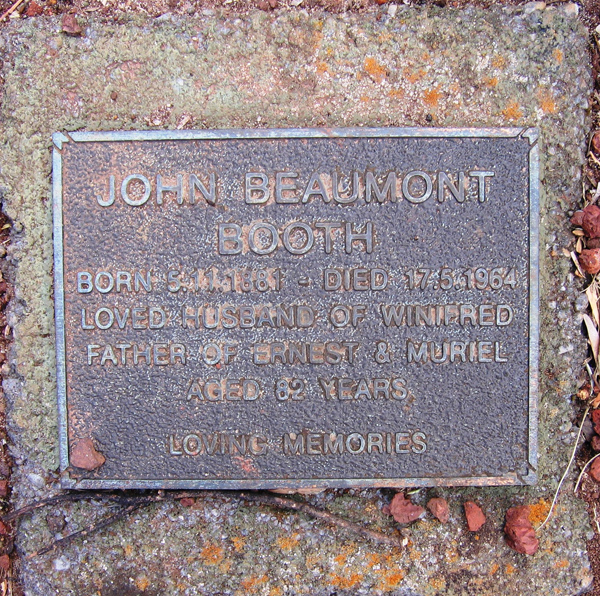 JOHN BEAUMONT
BOOTH
BORN 5.11.1881 - DIED 17.5.1964
LOVED HUSBAND OF WINIFRED
FATHER OF ERNEST & MURIEL
AGED 82 YEARS
LOVING MEMORIES